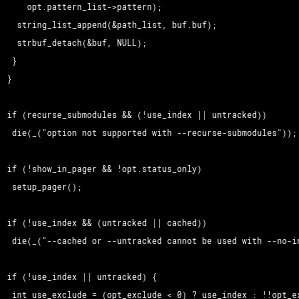 opt.pattern_list->pattern);
string_list_append(&path_list, buf.buf);
strbuf_detach(&buf, NULL);
}
}
if (recurse_submodules && (!use_index || untracked))
die(_("option not supported with --recurse-submodules"));
if (!show_in_pager && !opt.status_only)
setup_pager();
if (!use_index && (untracked || cached))
die(_("--cached or --untracked cannot be used with --no-in
if (!use_index || untracked) {
int use_exclude = (opt_exclude < 0) ? use_index : !!opt_ex